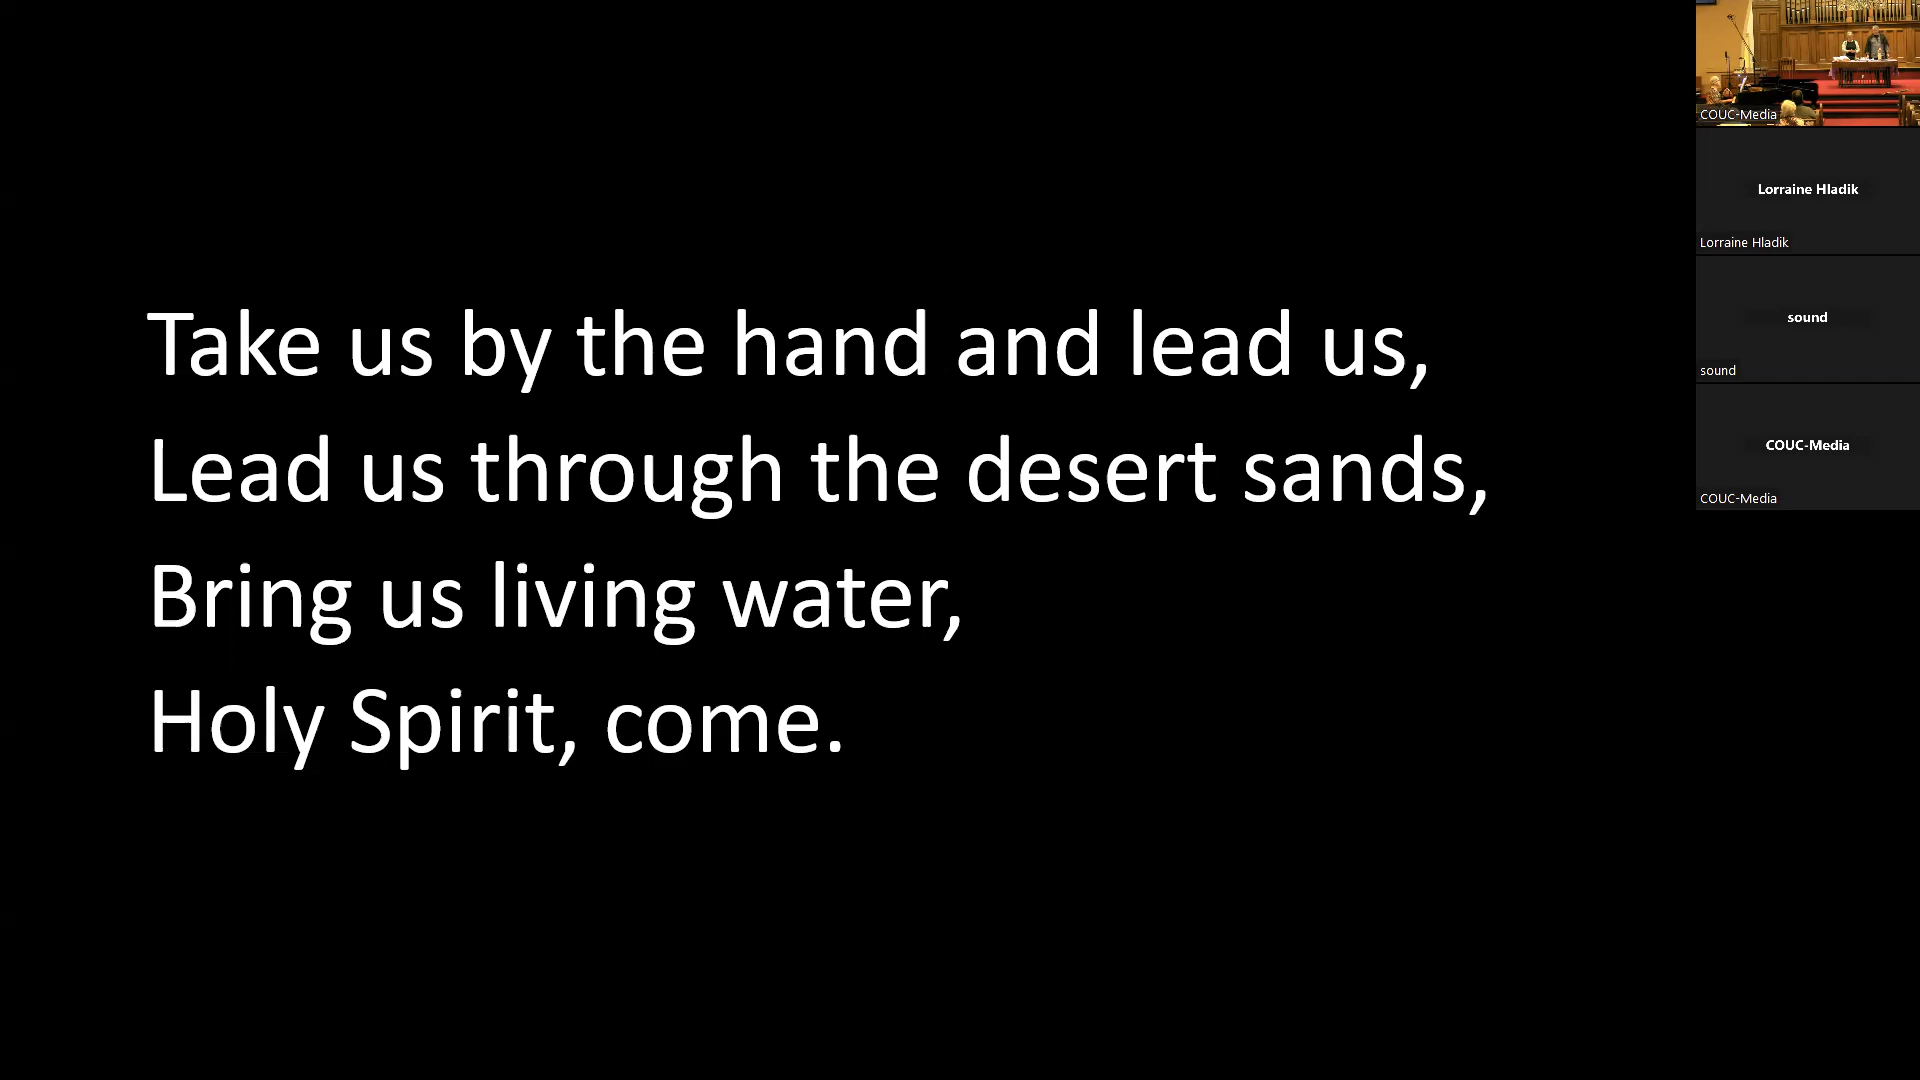 Take us by the hand and lead us,
Lead us through the desert sands,
Bring us living water,
Holy Spirit, come.
COUC-Media
Lorraine Hladik
Lorraine Hladik
sound
sound
COUC-Media
COUC-Media